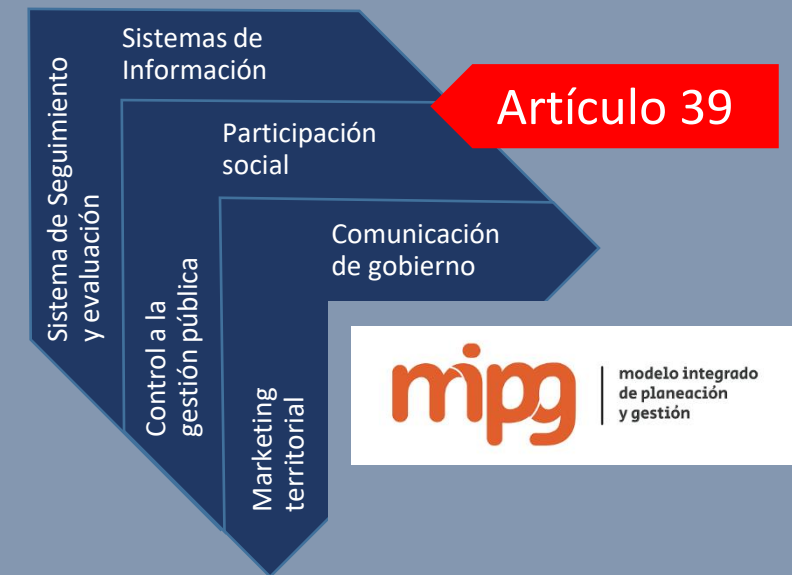 Sistemas de
Información
Artículo 39
Participación
social
Comunicación
de gobierno
Sistema de Seguimiento
y evaluación
Control a la
gestión pública
Marketing
territorial
mipg
modelo integrado
de planeación
y gestión